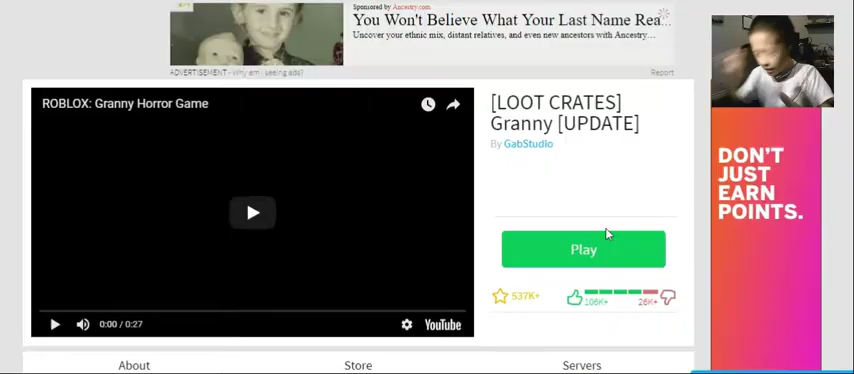 Sponsored by Ancestry.com
You Won't Believe What Your Last Name Rea...
Uncover your ethnic mix, distant relatives, and even new ancestors with Ancestry...
ADVERTISEMENT - Why am I seeing ads?
Report
ROBLOX: Granny Horror Game
[LOOT CRATES]
Granny [UPDATE]
By GabStudio
Play
537K+
106K+
26K+
0:00 / 0:27
YouTube
About
Store
Servers
DON'T
JUST
EARN
POINTS.